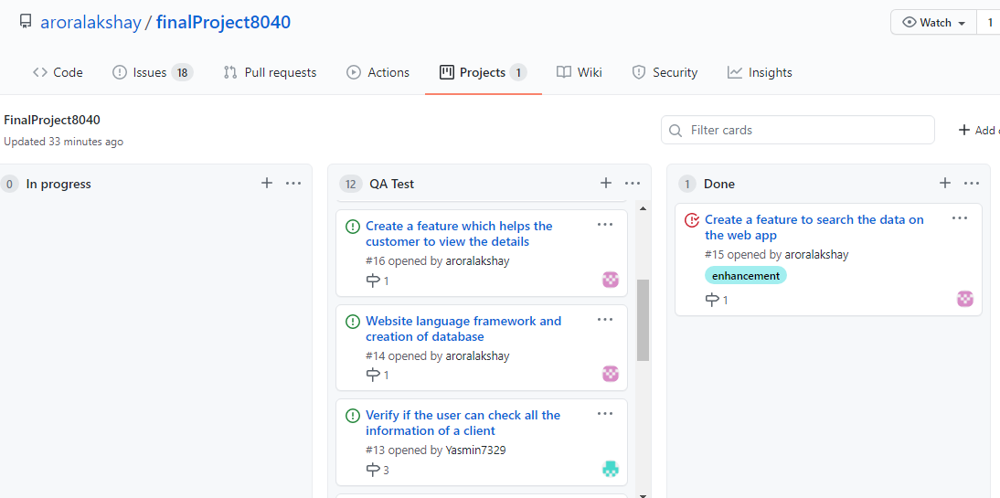 aroralakshay / finalProject8040
Watch 1
Code Issues 18 Pull requests Actions Projects 1 Wiki Security Insights
FinalProject8040
Updated 33 minutes ago
Filter cards
Add
0 In progress
12 QA Test
Create a feature which helps the
customer to view the details
#16 opened by aroralakshay
1
Website language framework and
creation of database
#14 opened by aroralakshay
1
Verify if the user can check all the
information of a client
#13 opened by Yasmin7329
3
1 Done
Create a feature to search the data on
the web app
#15 opened by aroralakshay
enhancement
1